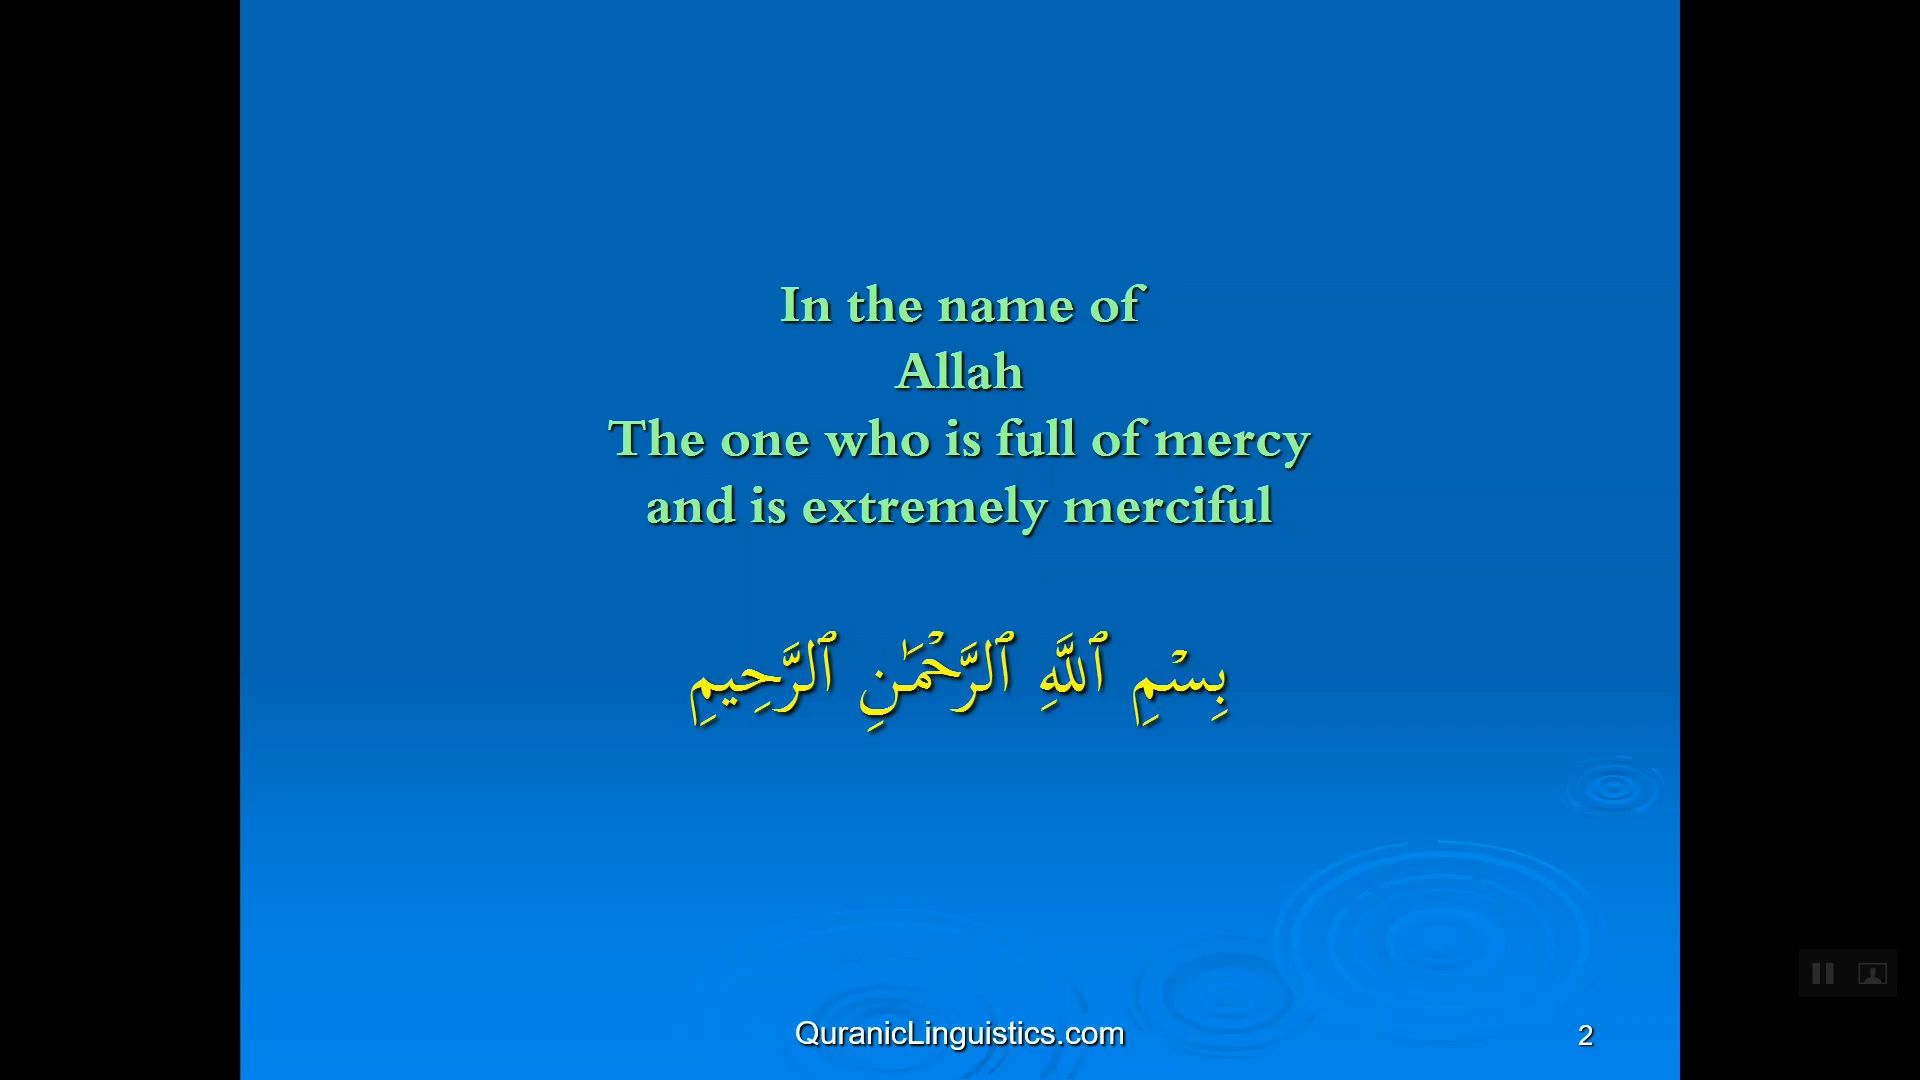 In the name of
Allah
The one who is full of mercy
and is extremely merciful
بِسْمِ ٱللَّهِ ٱلرَّحْمَـٰنِ ٱلرَّحِيمِ
QuranicLinguistics.com
2